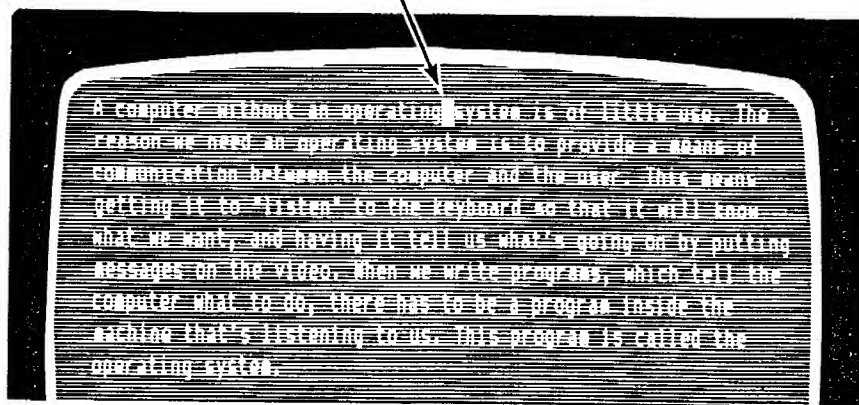 A computer without an operating system is of little use. The
reason we need an operating system is to provide a means of
communication between the computer and the user. This means
getting it to "listen" to the keyboard so that it will know
what we want, and having it tell us what's going on by putting
messages on the video. When we write programs, which tell the
computer what to do, there has to be a program inside the
machine that's listening to us. This program is called the
operating system.